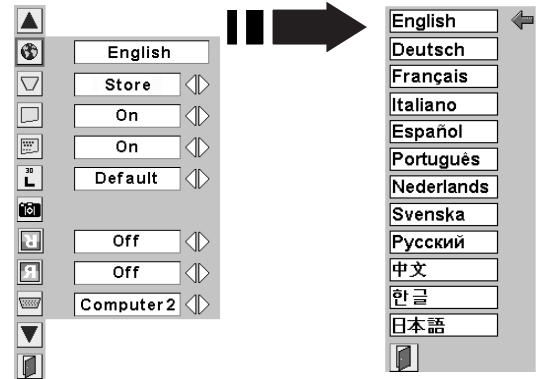 English
Store
On
On
30
L
Default
Off
Off
Computer2
English
Deutsch
Français
Italiano
Español
Português
Nederlands
Svenska
Русский
中文
한글
日本語